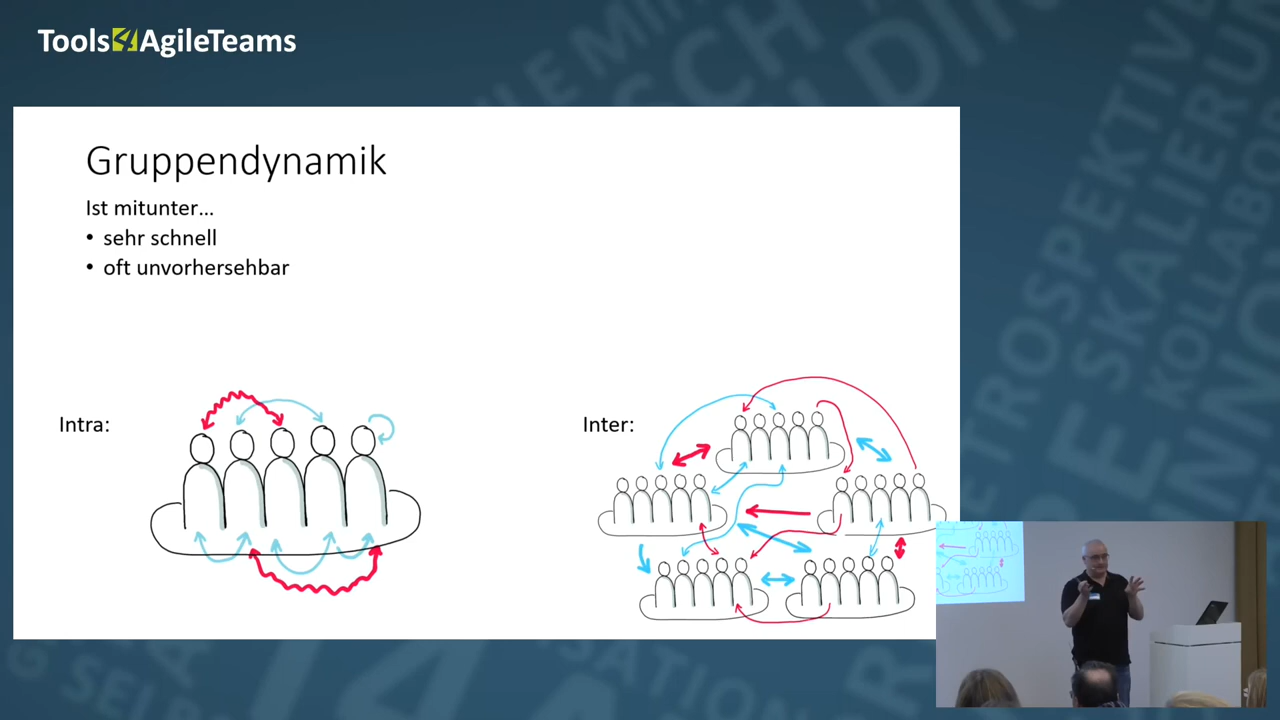 Tools4AgileTeams
Gruppendynamik
Ist mitunter...
• sehr schnell
• oft unvorhersehbar
Intra:
Inter: